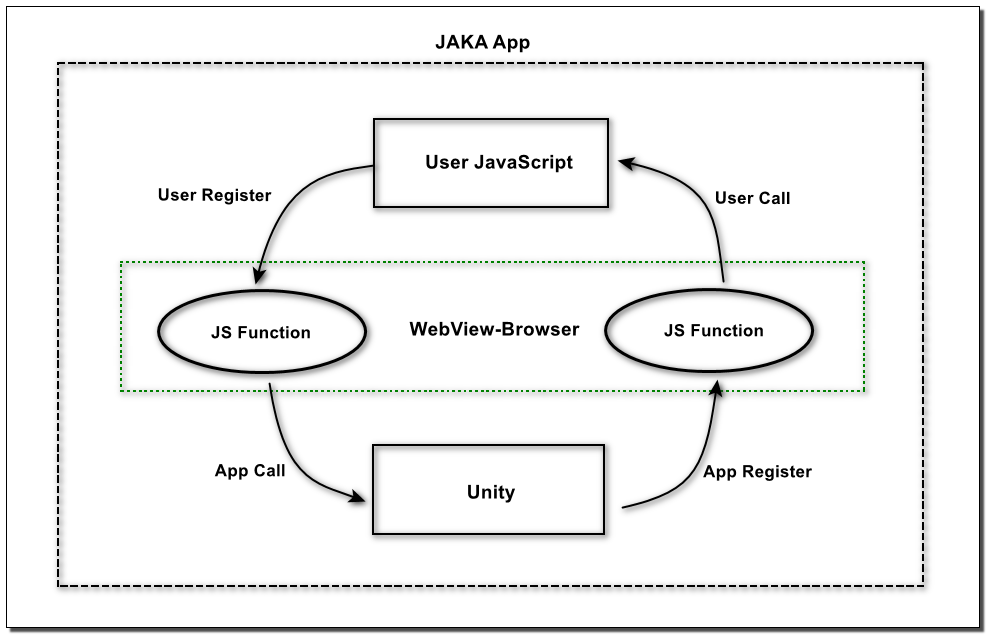 JAKA App
User JavaScript
User Register
User Call
JS Function
WebView-Browser
JS Function
App Call
App Register
Unity